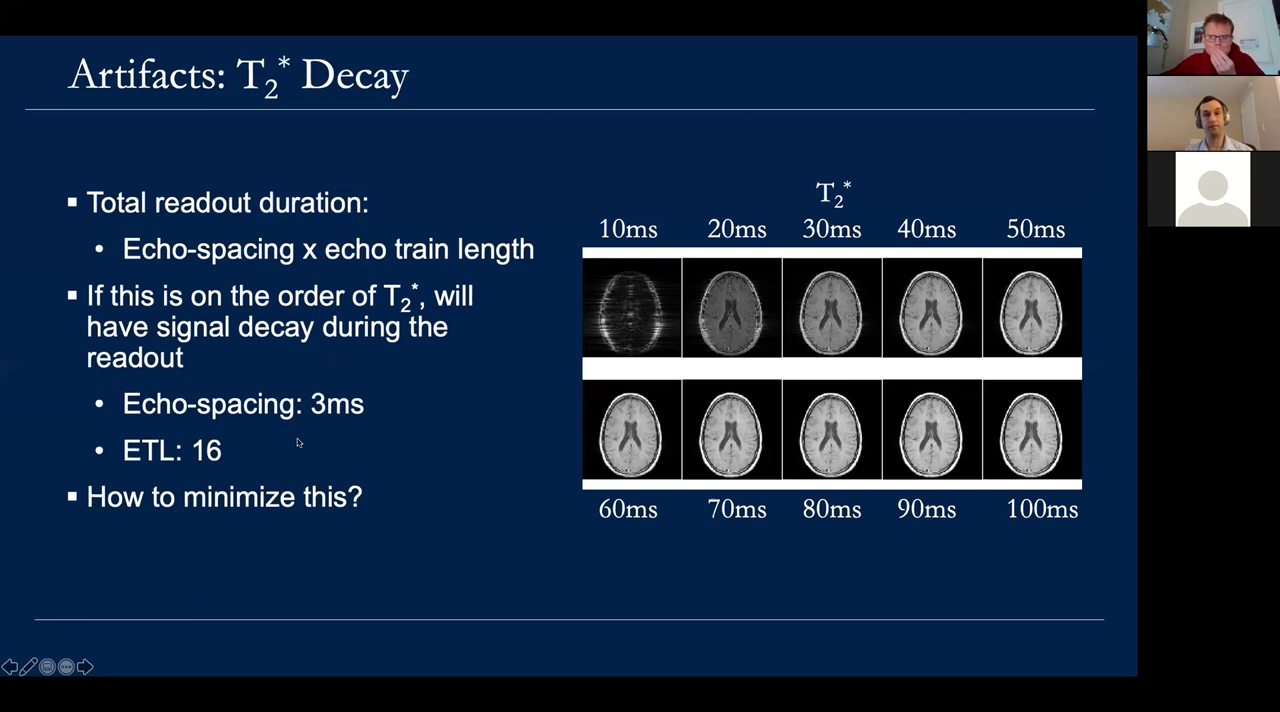 Artifacts: T₂* Decay
▪ Total readout duration:
• Echo-spacing x echo train length
▪ If this is on the order of T₂*, will
have signal decay during the
readout
• Echo-spacing: 3ms
• ETL: 16
▪ How to minimize this?
T₂*
10ms 20ms 30ms 40ms 50ms
60ms 70ms 80ms 90ms 100ms